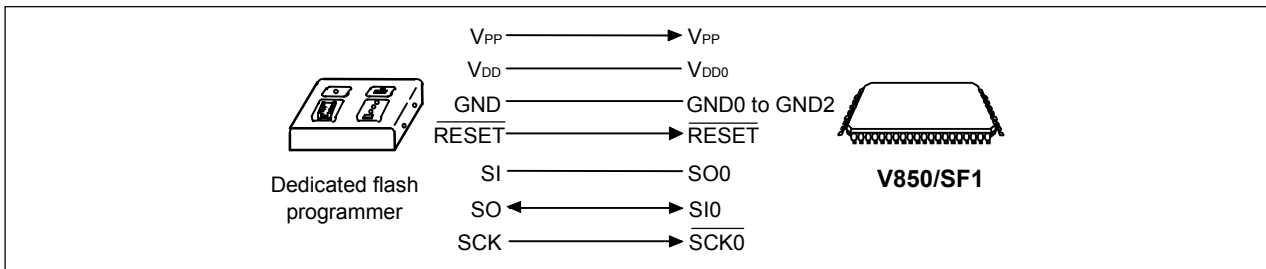 VPP VPP
VDD VDD0
GND GND0 to GND2
RESET RESET
SI SO0
SO SI0
SCK SCK0
Dedicated flash
programmer
V850/SF1